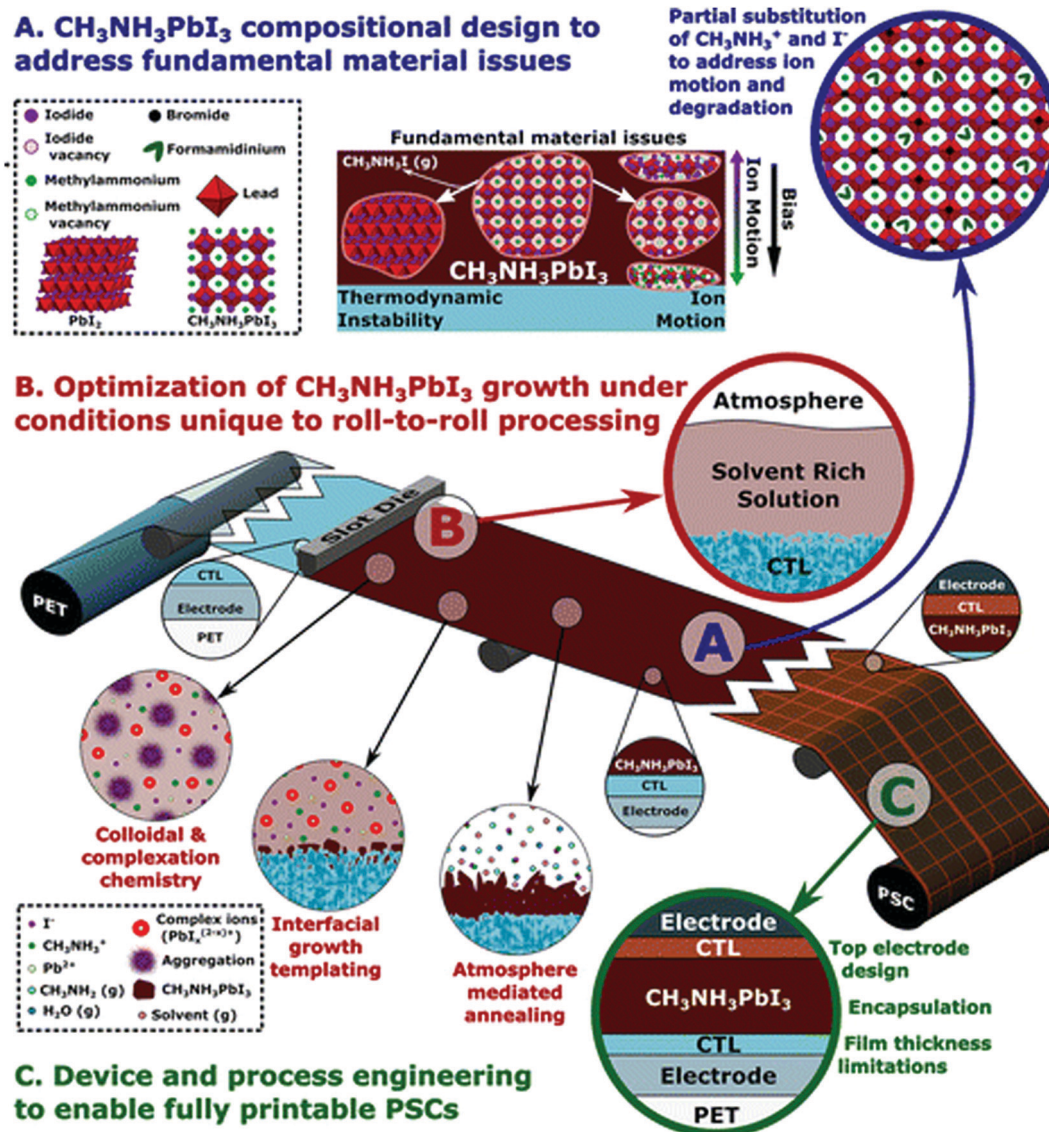 A. CH₃NH₃PbI₃ compositional design to
address fundamental material issues
Partial substitution
of CH₃NH₃⁺ and I⁻
to address ion
motion and
degradation
Iodide
Iodide
vacancy
Methylammonium
Methylammonium
vacancy
Bromide
Formamidinium
Lead
PbI₂
CH₃NH₃PbI₃
Fundamental material issues
CH₃NH₃I (g)
CH₃NH₃PbI₃
Thermodynamic
Instability
Ion
Motion
Ion Motion
Bias
B. Optimization of CH₃NH₃PbI₃ growth under
conditions unique to roll-to-roll processing
Atmosphere
Solvent Rich
Solution
CTL
Slot Die
B
PET
CTL
Electrode
PET
A
Electrode
CTL
CH₃NH₃PbI₃
CH₃NH₃PbI₃
CTL
Electrode
C
PSC
Colloidal &
complexation
chemistry
Interfacial
growth
templating
Atmosphere
mediated
annealing
I⁻
CH₃NH₃⁺
Pb²⁺
CH₃NH₂ (g)
H₂O (g)
Complex ions
(PbIₓ⁽²⁻ˣ⁾⁺)
Aggregation
CH₃NH₃PbI₃
Solvent (g)
Electrode
CTL
CH₃NH₃PbI₃
CTL
Electrode
PET
Top electrode
design
Encapsulation
Film thickness
limitations
C. Device and process engineering
to enable fully printable PSCs